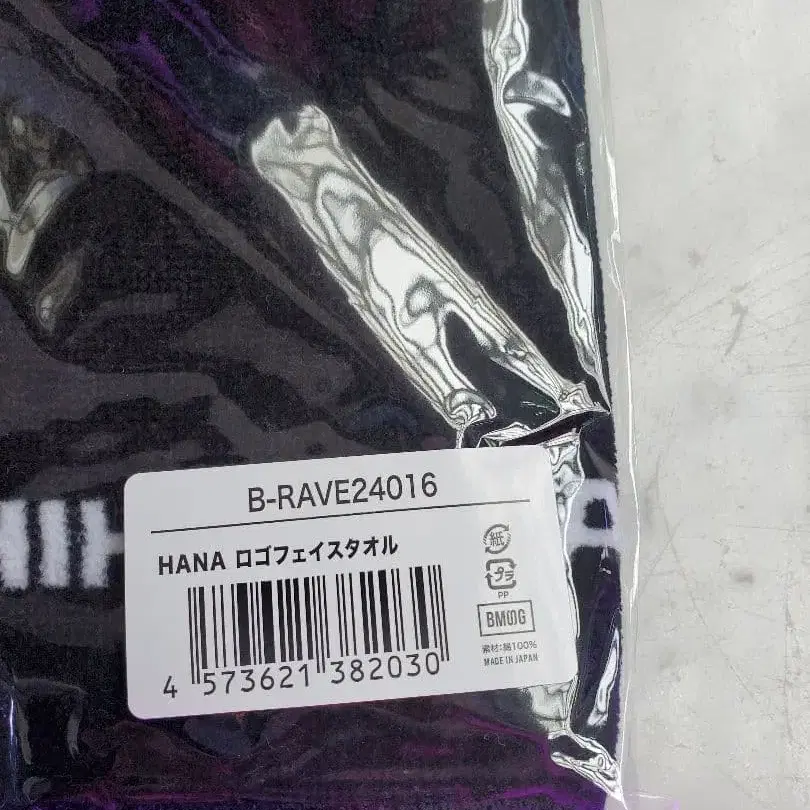 B-RAVE24016
HANA ロゴフェイスタオル
紙
プラ
PP
BMSG
素材:綿100%
MADE IN JAPAN
4 573621 382030